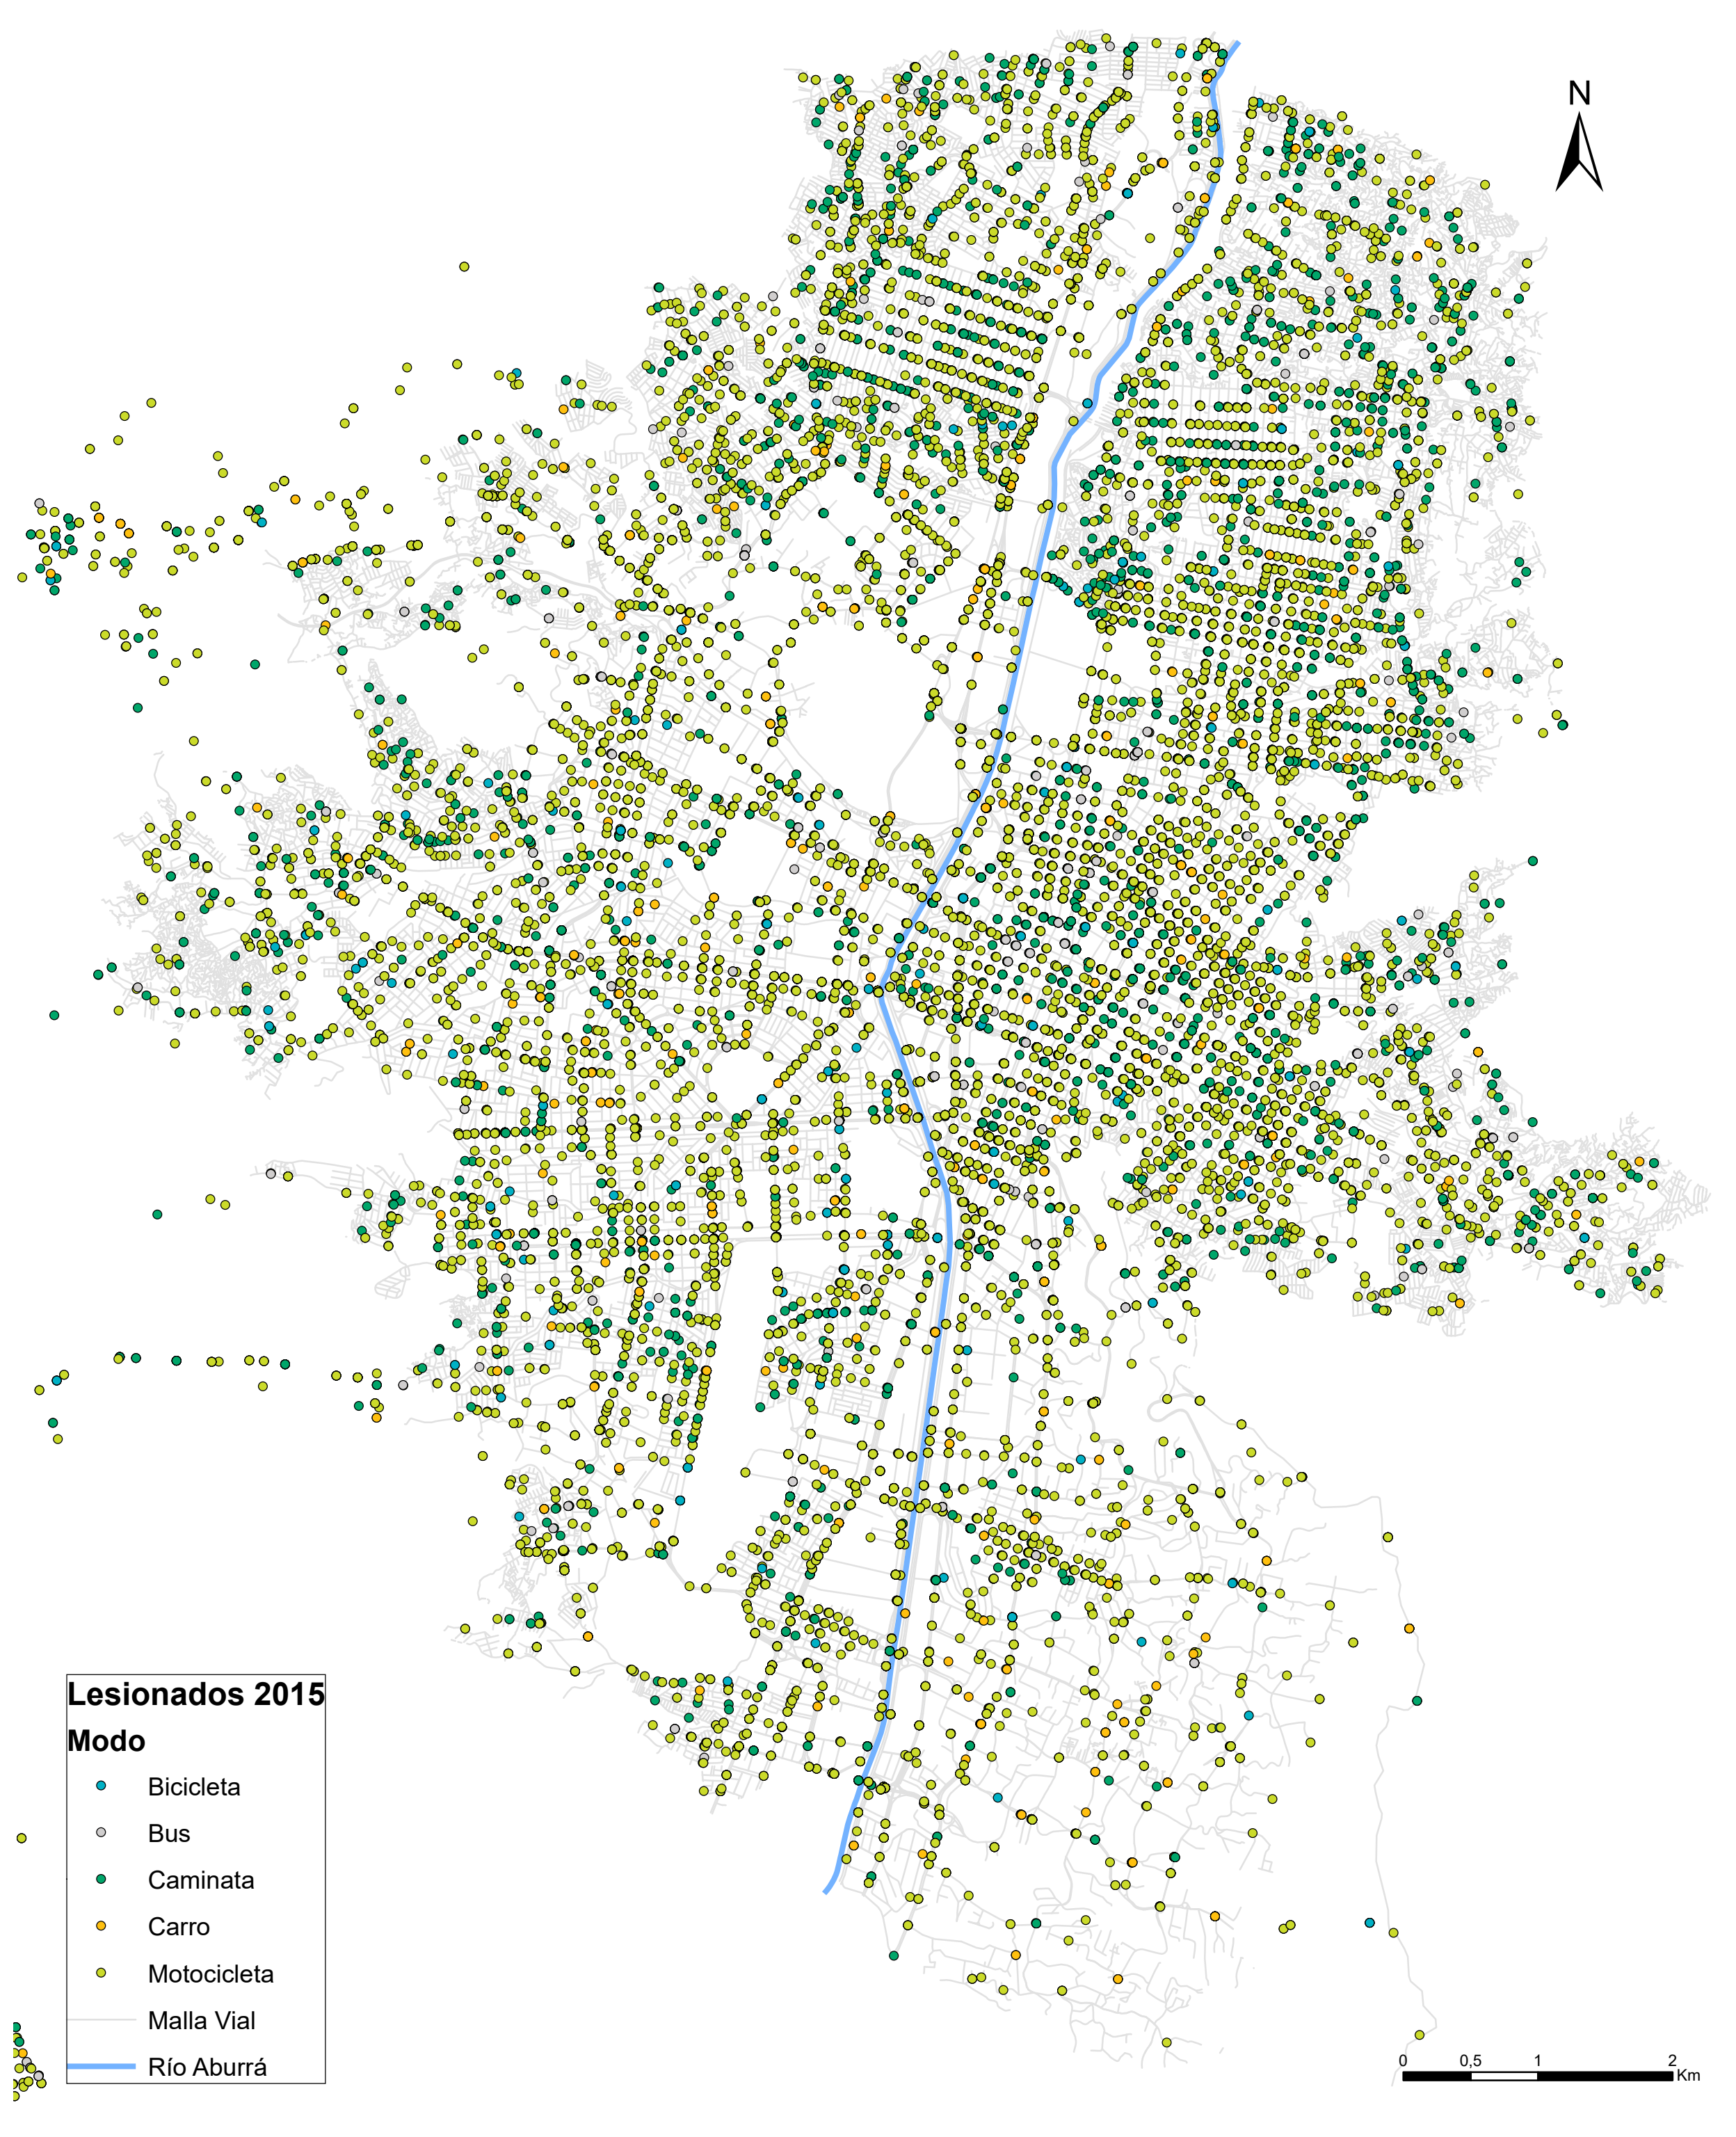 N
Lesionados 2015
Modo
Bicicleta
Bus
Caminata
Carro
Motocicleta
Malla Vial
Río Aburrá
0 0,5 1 2
Km